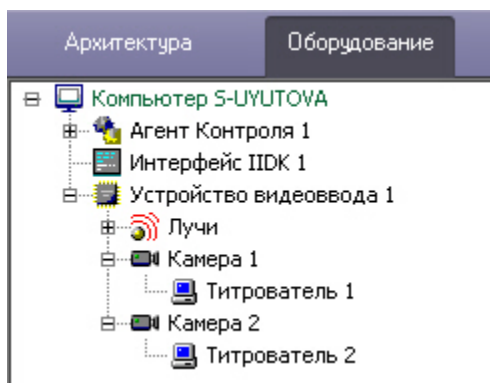 Архитектура Оборудование
Компьютер S-UYUTOVA
Агент Контроля 1
Интерфейс IIDK 1
Устройство видеоввода 1
Лучи
Камера 1
Титрователь 1
Камера 2
Титрователь 2